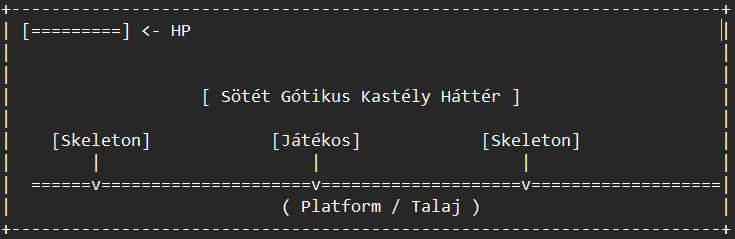 +-----------------------------------------------------------------------+
| [=========] <- HP                                                     |
|                                                                       |
|                                                                       |
|                   [ Sötét Gótikus Kastély Háttér ]                    |
|                                                                       |
|    [Skeleton]            [Játékos]            [Skeleton]              |
|        |                     |                    |                   |
|  ======v=====================v====================v===================|
|                           ( Platform / Talaj )                        |
+-----------------------------------------------------------------------+